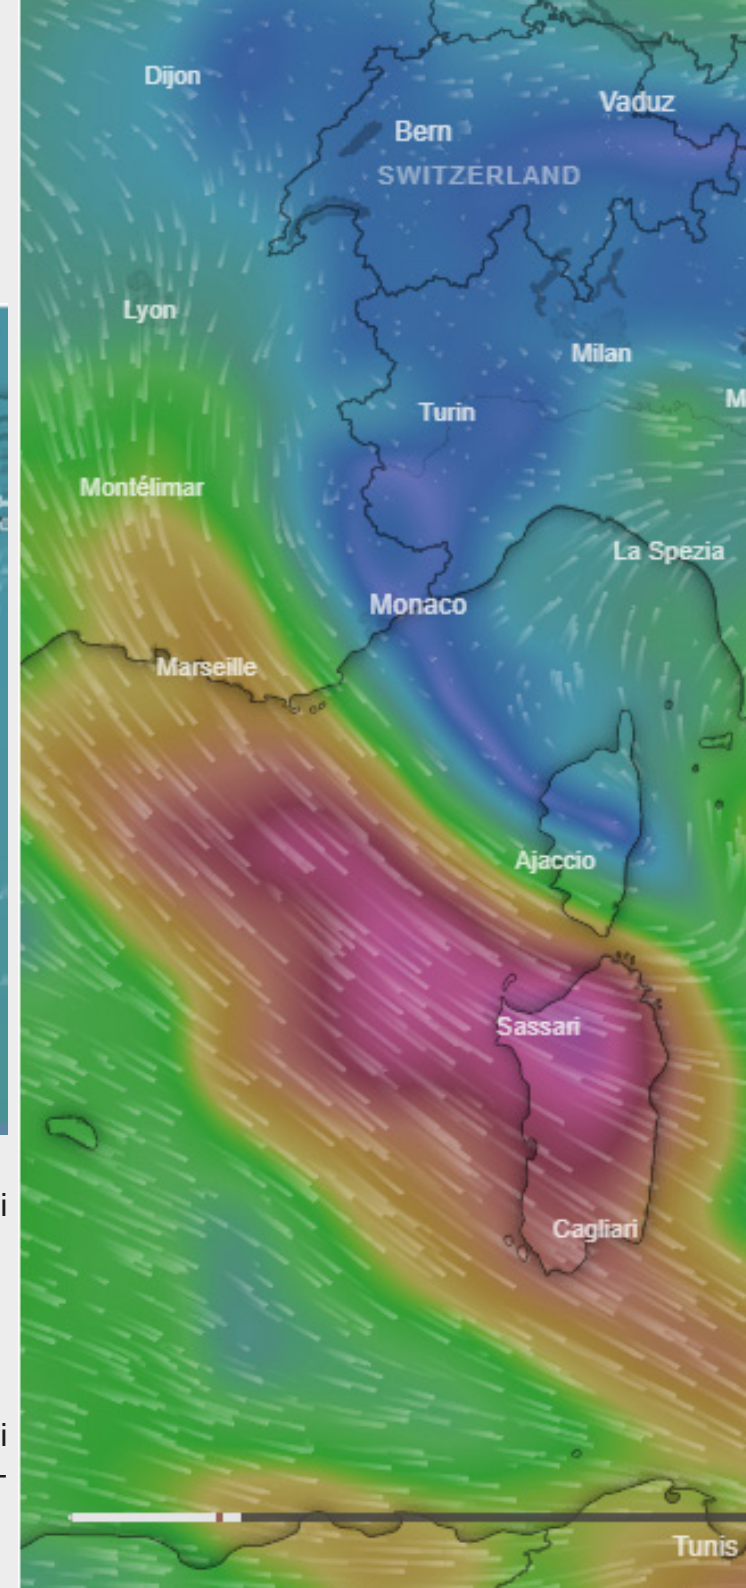 Dijon
Vaduz
Bern
SWITZERLAND
Lyon
Milan
M
Turin
Montélimar
La Spezia
Monaco
Marseille
Ajaccio
Sassari
i
Cagliari
i
-
Tunis